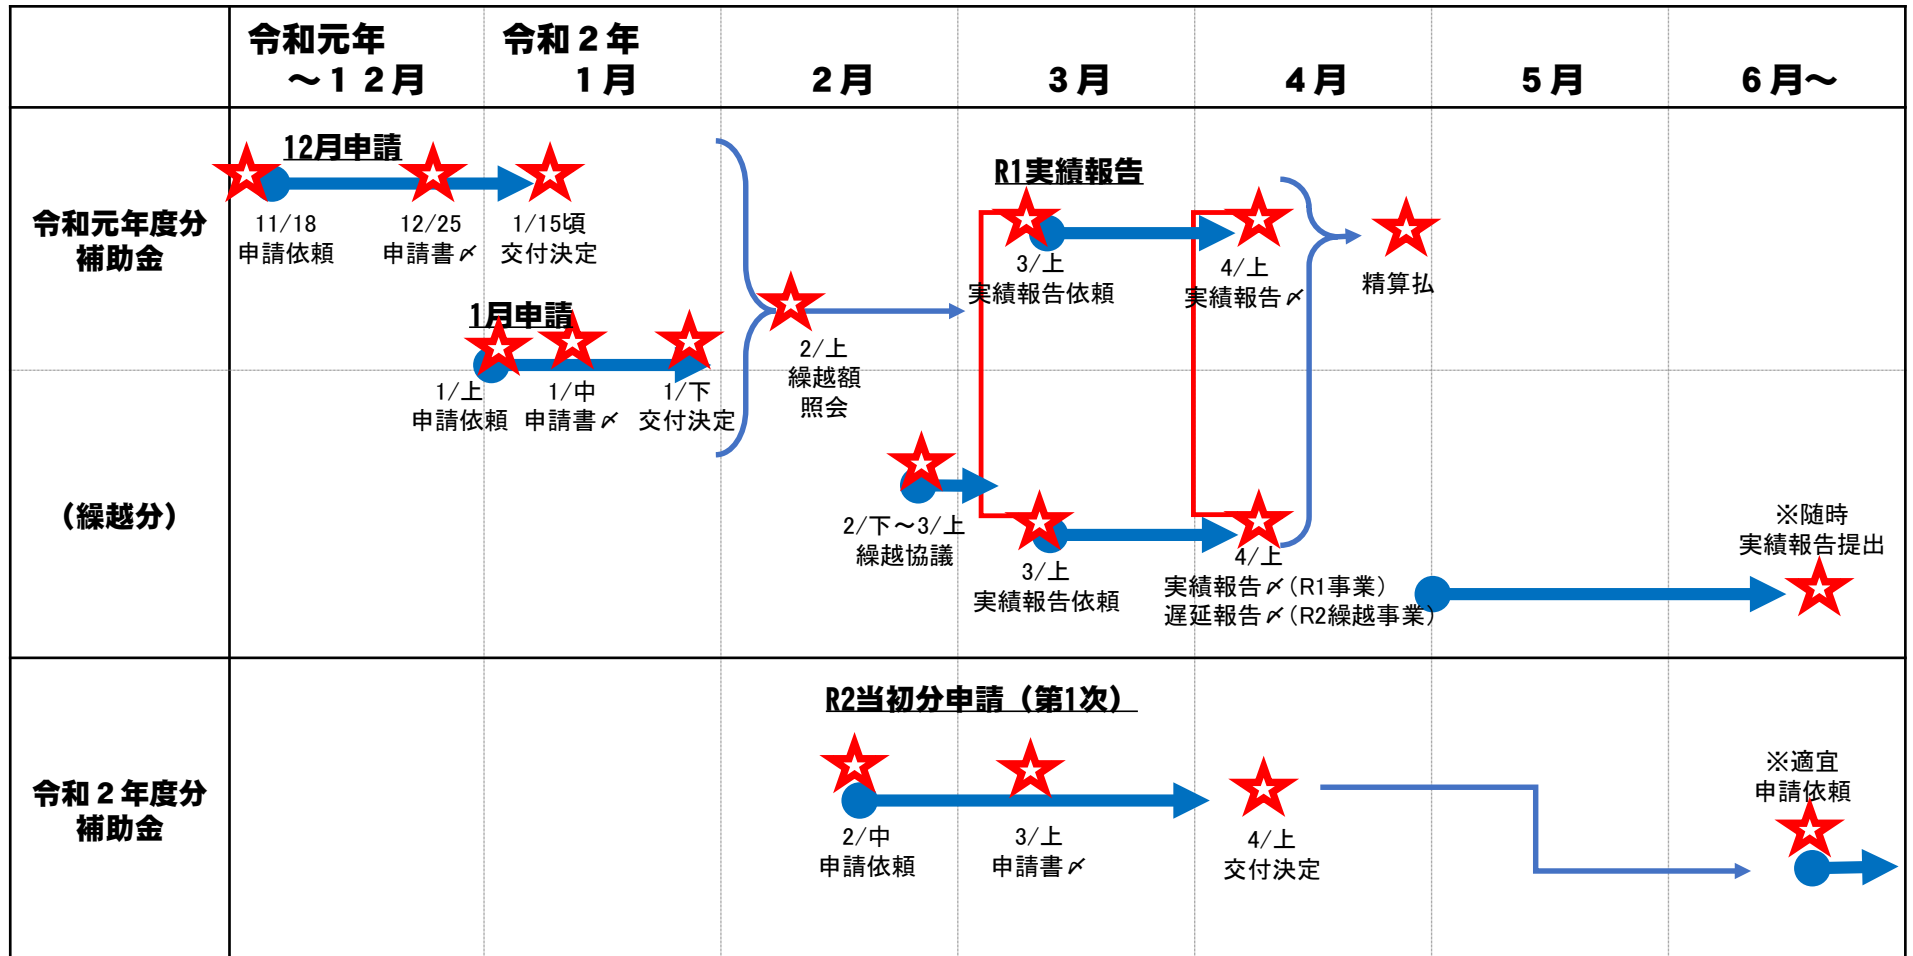 令和元年
～１２月
令和２年
１月
２月
３月
４月
５月
６月～
令和元年度分
補助金
12月申請
11/18
申請依頼
12/25
申請書〆
1/15頃
交付決定
1月申請
1/上
申請依頼
1/中
申請書〆
1/下
交付決定
2/上
繰越額
照会
R1実績報告
3/上
実績報告依頼
4/上
実績報告〆
精算払
（繰越分）
2/下～3/上
繰越協議
3/上
実績報告依頼
4/上
実績報告〆（R1事業）
遅延報告〆（R2繰越事業）
※随時
実績報告提出
令和２年度分
補助金
R2当初分申請（第1次）
2/中
申請依頼
3/上
申請書〆
4/上
交付決定
※適宜
申請依頼